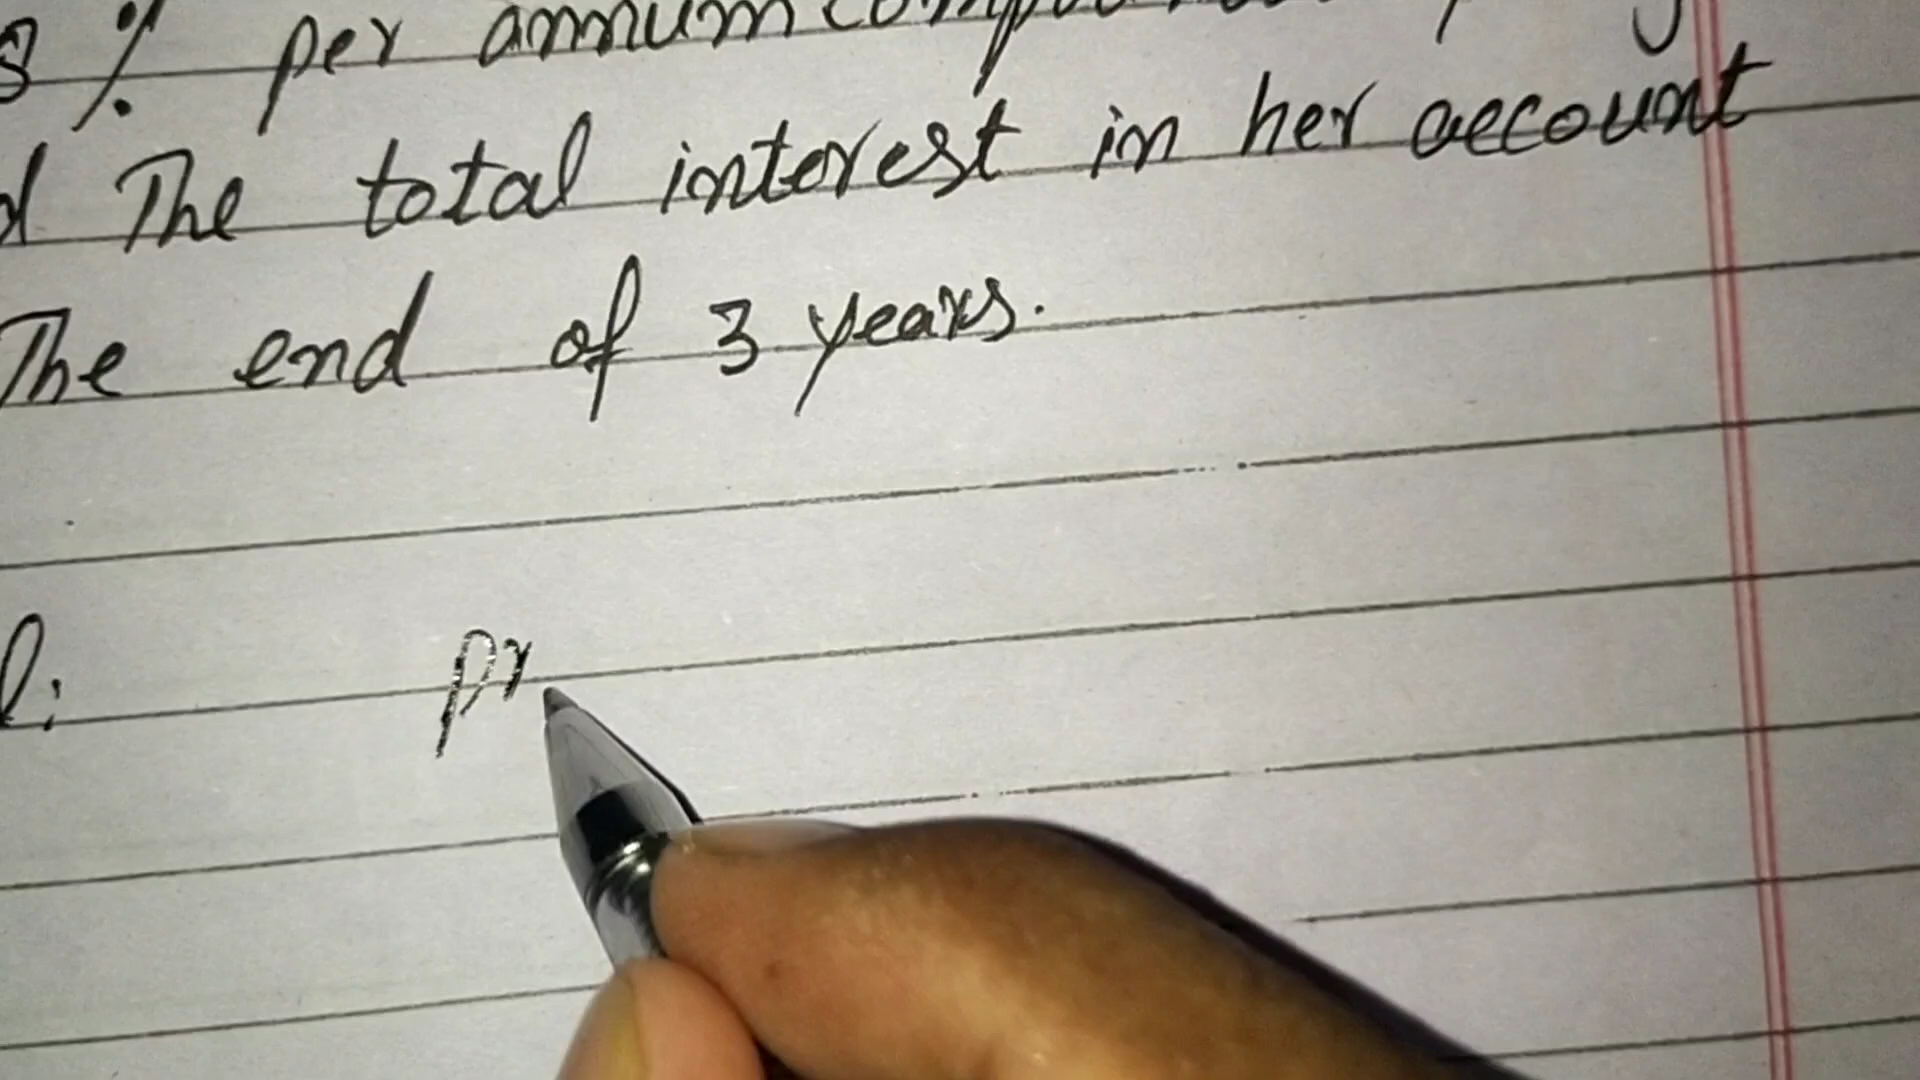 % per annum
The total interest in her account
The end of 3 years.
l:
pr